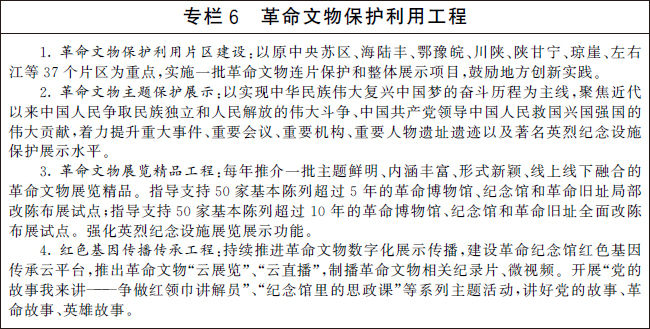 专栏 6 革命文物保护利用工程
1. 革命文物保护利用片区建设：以原中央苏区、海陆丰、鄂豫皖、川陕、陕甘宁、琼崖、左右
江等 37 个片区为重点，实施一批革命文物连片保护和整体展示项目，鼓励地方创新实践。
2. 革命文物主题保护展示：以实现中华民族伟大复兴中国梦的奋斗历程为主线，聚焦近代
以来中国人民争取民族独立和人民解放的伟大斗争、中国共产党领导中国人民救国兴国强国的
伟大贡献，着力提升重大事件、重要会议、重要机构、重要人物遗址遗迹以及著名英烈纪念设施
保护展示水平。
3. 革命文物展览精品工程：每年推介一批主题鲜明、内涵丰富、形式新颖、线上线下融合的
革命文物展览精品。指导支持 50 家基本陈列超过 5 年的革命博物馆、纪念馆和革命旧址局部
改陈布展试点；指导支持 50 家基本陈列超过 10 年的革命博物馆、纪念馆和革命旧址全面改陈
布展试点。强化英烈纪念设施展览展示功能。
4. 红色基因传播传承工程：持续推进革命文物数字化展示传播，建设革命纪念馆红色基因
传承云平台，推出革命文物“云展览”、“云直播”，制播革命文物相关纪录片、微视频。开展“党的
故事我来讲——争做红领巾讲解员”、“纪念馆里的思政课”等系列主题活动，讲好党的故事、革
命故事、英雄故事。